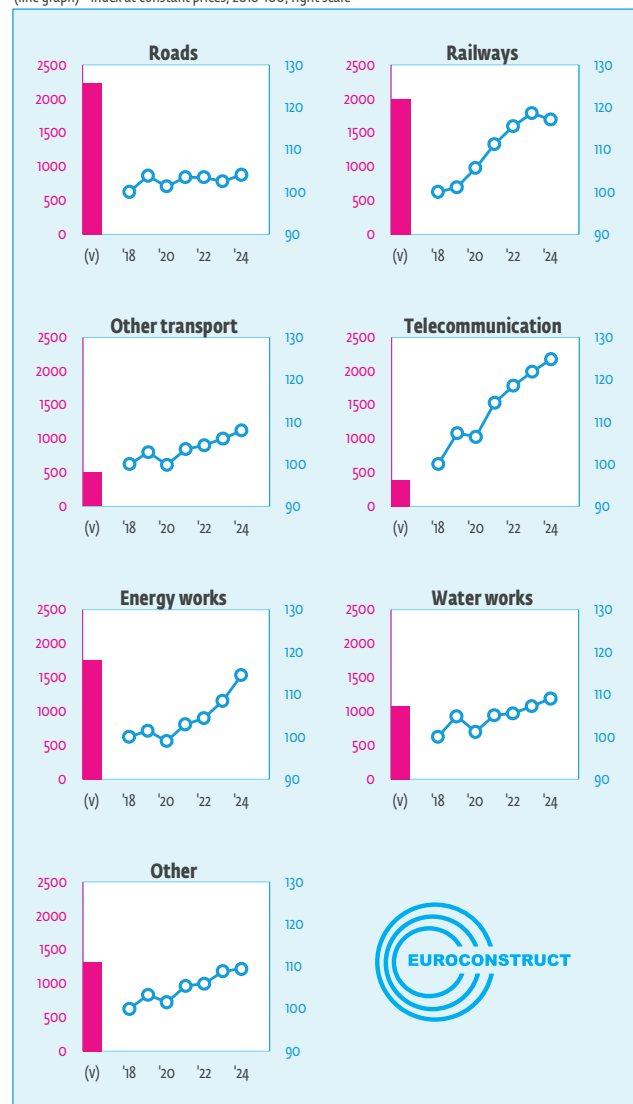 (line graph) - Index at constant prices, 2018=100, right scale
Roads
2500 2000 1500 1000 500 0
130 120 110 100 90
(v) '18 '20 '22 '24
Railways
2500 2000 1500 1000 500 0
130 120 110 100 90
(v) '18 '20 '22 '24
Other transport
2500 2000 1500 1000 500 0
130 120 110 100 90
(v) '18 '20 '22 '24
Telecommunication
2500 2000 1500 1000 500 0
130 120 110 100 90
(v) '18 '20 '22 '24
Energy works
2500 2000 1500 1000 500 0
130 120 110 100 90
(v) '18 '20 '22 '24
Water works
2500 2000 1500 1000 500 0
130 120 110 100 90
(v) '18 '20 '22 '24
Other
2500 2000 1500 1000 500 0
130 120 110 100 90
(v) '18 '20 '22 '24
EUROCONSTRUCT